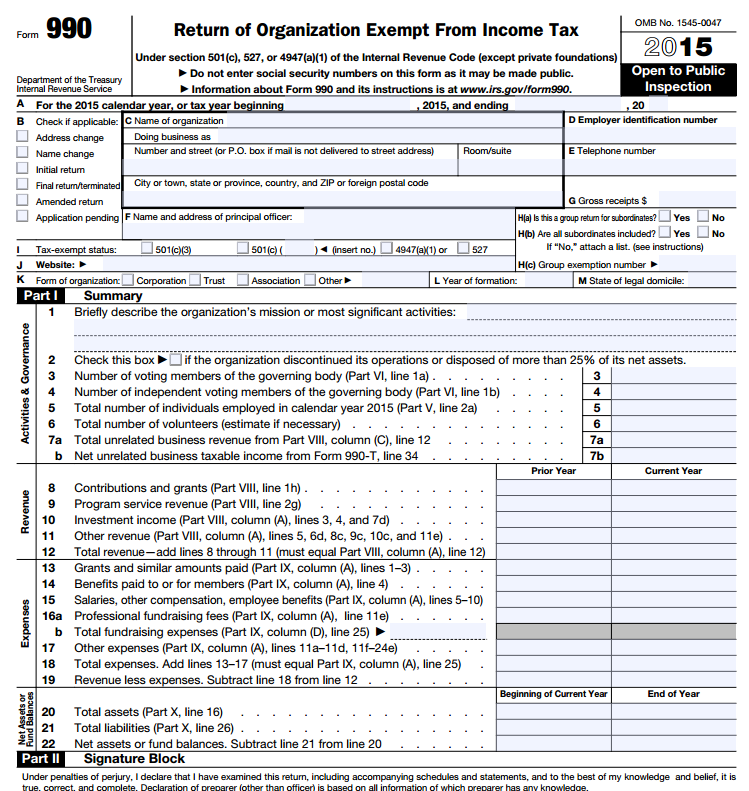 Form 990
Return of Organization Exempt From Income Tax
OMB No. 1545-0047
2015
Under section 501(c), 527, or 4947(a)(1) of the Internal Revenue Code (except private foundations)
▶ Do not enter social security numbers on this form as it may be made public.
▶ Information about Form 990 and its instructions is at www.irs.gov/form990.
Department of the Treasury
Internal Revenue Service
Open to Public
Inspection
A For the 2015 calendar year, or tax year beginning , 2015, and ending , 20
B Check if applicable:
Address change
Name change
Initial return
Final return/terminated
Amended return
Application pending
C Name of organization
Doing business as
Number and street (or P.O. box if mail is not delivered to street address) Room/suite
City or town, state or province, country, and ZIP or foreign postal code
D Employer identification number
E Telephone number
G Gross receipts $
F Name and address of principal officer:
H(a) Is this a group return for subordinates? Yes No
H(b) Are all subordinates included? Yes No
If "No," attach a list. (see instructions)
I Tax-exempt status: 501(c)(3) 501(c) ( ) ◀ (insert no.) 4947(a)(1) or 527
J Website: ▶
H(c) Group exemption number ▶
K Form of organization: Corporation Trust Association Other ▶ L Year of formation: M State of legal domicile:
Part I Summary
Activities & Governance
1 Briefly describe the organization's mission or most significant activities:
2 Check this box ▶ if the organization discontinued its operations or disposed of more than 25% of its net assets.
3 Number of voting members of the governing body (Part VI, line 1a) . . . . . . . . . 3
4 Number of independent voting members of the governing body (Part VI, line 1b) . . . . 4
5 Total number of individuals employed in calendar year 2015 (Part V, line 2a) . . . . . 5
6 Total number of volunteers (estimate if necessary) . . . . . . . . . 6
7a Total unrelated business revenue from Part VIII, column (C), line 12 . . . . . . . 7a
b Net unrelated business taxable income from Form 990-T, line 34 . . . . . . . . 7b
Prior Year Current Year
Revenue
8 Contributions and grants (Part VIII, line 1h) . . . . . . . . . . .
9 Program service revenue (Part VIII, line 2g) . . . . . . . . . . .
10 Investment income (Part VIII, column (A), lines 3, 4, and 7d) . . . . . .
11 Other revenue (Part VIII, column (A), lines 5, 6d, 8c, 9c, 10c, and 11e) . . .
12 Total revenue—add lines 8 through 11 (must equal Part VIII, column (A), line 12)
Expenses
13 Grants and similar amounts paid (Part IX, column (A), lines 1–3) . . . . .
14 Benefits paid to or for members (Part IX, column (A), line 4) . . . . . .
15 Salaries, other compensation, employee benefits (Part IX, column (A), lines 5–10)
16a Professional fundraising fees (Part IX, column (A), line 11e) . . . . . .
b Total fundraising expenses (Part IX, column (D), line 25) ▶
17 Other expenses (Part IX, column (A), lines 11a–11d, 11f–24e) . . . . .
18 Total expenses. Add lines 13–17 (must equal Part IX, column (A), line 25) .
19 Revenue less expenses. Subtract line 18 from line 12 . . . . . . . .
Beginning of Current Year End of Year
Net Assets or
Fund Balances
20 Total assets (Part X, line 16) . . . . . . . . . . . . . . .
21 Total liabilities (Part X, line 26) . . . . . . . . . . . . . .
22 Net assets or fund balances. Subtract line 21 from line 20 . . . . . .
Part II Signature Block
Under penalties of perjury, I declare that I have examined this return, including accompanying schedules and statements, and to the best of my knowledge and belief, it is
true, correct, and complete. Declaration of preparer (other than officer) is based on all information of which preparer has any knowledge.